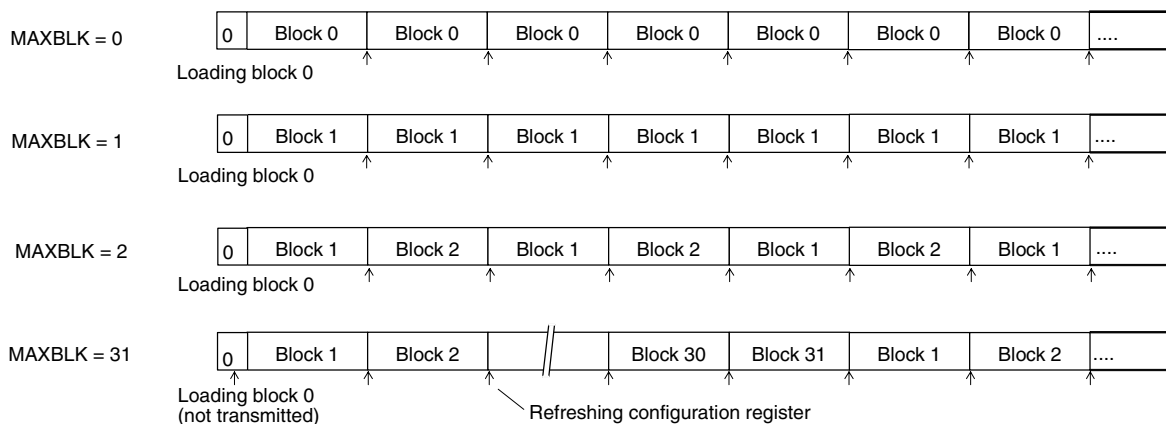 MAXBLK = 0 0 Block 0 Block 0 Block 0 Block 0 Block 0 Block 0 Block 0 ....
Loading block 0
MAXBLK = 1 0 Block 1 Block 1 Block 1 Block 1 Block 1 Block 1 Block 1 ....
Loading block 0
MAXBLK = 2 0 Block 1 Block 2 Block 1 Block 2 Block 1 Block 2 Block 1 ....
Loading block 0
MAXBLK = 31 0 Block 1 Block 2 Block 30 Block 31 Block 1 Block 2 ....
Loading block 0
(not transmitted) Refreshing configuration register